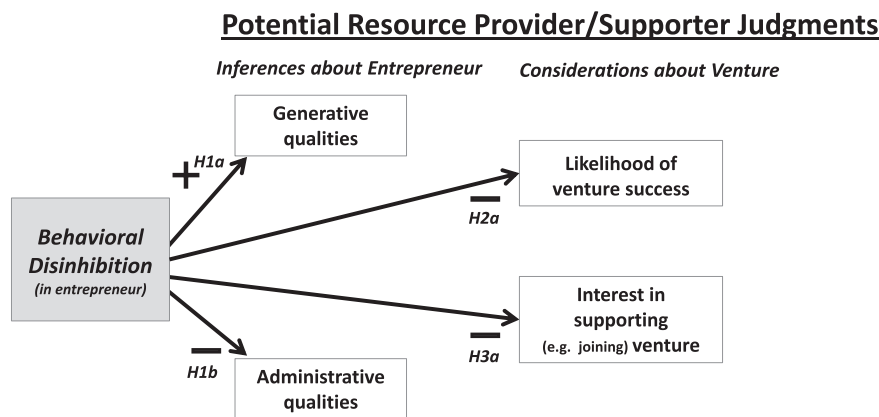 Potential Resource Provider/Supporter Judgments
Inferences about Entrepreneur
Considerations about Venture
Generative
qualities
+
H1a
Likelihood of
venture success
–
H2a
Behavioral
Disinhibition
(in entrepreneur)
Interest in
supporting
(e.g. joining) venture
–
H3a
–
H1b
Administrative
qualities